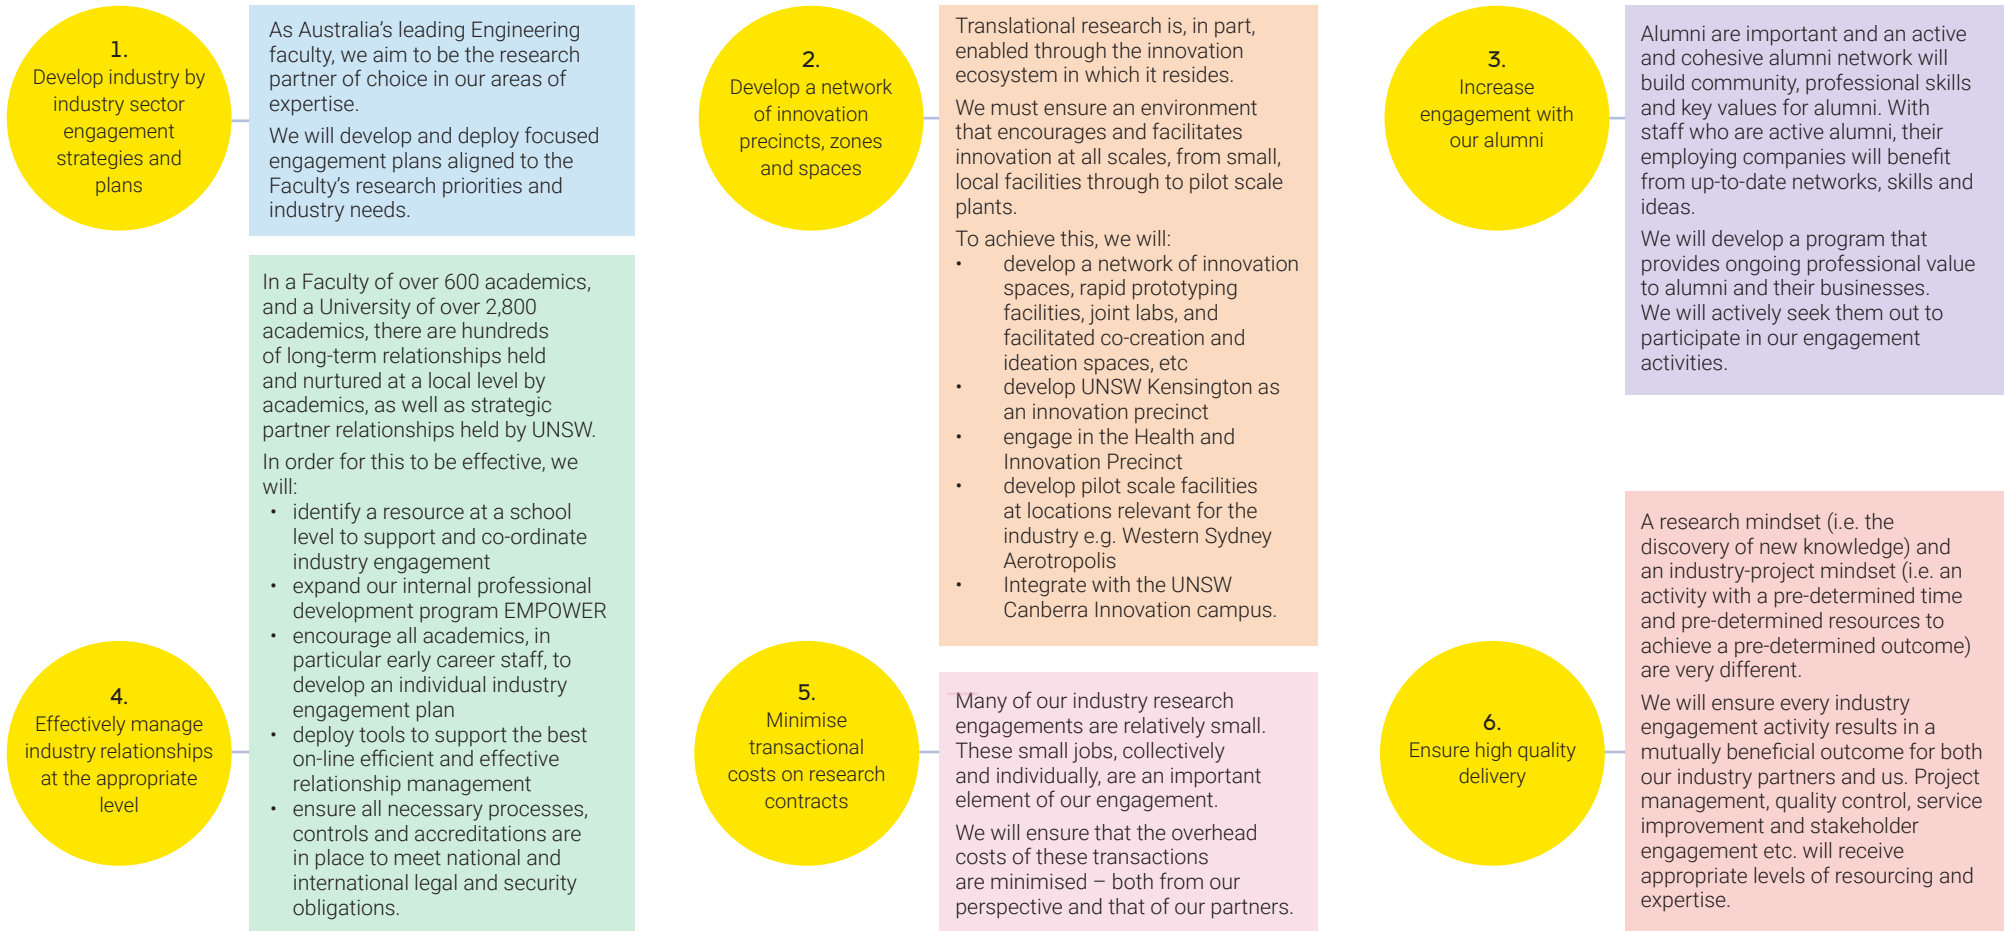 1.
Develop industry by
industry sector
engagement
strategies and
plans
As Australia’s leading Engineering
faculty, we aim to be the research
partner of choice in our areas of
expertise.
We will develop and deploy focused
engagement plans aligned to the
Faculty’s research priorities and
industry needs.
2.
Develop a network
of innovation
precincts, zones
and spaces
Translational research is, in part,
enabled through the innovation
ecosystem in which it resides.
We must ensure an environment
that encourages and facilitates
innovation at all scales, from small,
local facilities through to pilot scale
plants.
To achieve this, we will:
• develop a network of innovation
spaces, rapid prototyping
facilities, joint labs, and
facilitated co-creation and
ideation spaces, etc
• develop UNSW Kensington as
an innovation precinct
• engage in the Health and
Innovation Precinct
• develop pilot scale facilities
at locations relevant for the
industry e.g. Western Sydney
Aerotropolis
• Integrate with the UNSW
Canberra Innovation campus.
3.
Increase
engagement with
our alumni
Alumni are important and an active
and cohesive alumni network will
build community, professional skills
and key values for alumni. With
staff who are active alumni, their
employing companies will benefit
from up-to-date networks, skills and
ideas.
We will develop a program that
provides ongoing professional value
to alumni and their businesses.
We will actively seek them out to
participate in our engagement
activities.
4.
Effectively manage
industry relationships
at the appropriate
level
In a Faculty of over 600 academics,
and a University of over 2,800
academics, there are hundreds
of long-term relationships held
and nurtured at a local level by
academics, as well as strategic
partner relationships held by UNSW.
In order for this to be effective, we
will:
• identify a resource at a school
level to support and co-ordinate
industry engagement
• expand our internal professional
development program EMPOWER
• encourage all academics, in
particular early career staff, to
develop an individual industry
engagement plan
• deploy tools to support the best
on-line efficient and effective
relationship management
• ensure all necessary processes,
controls and accreditations are
in place to meet national and
international legal and security
obligations.
5.
Minimise
transactional
costs on research
contracts
Many of our industry research
engagements are relatively small.
These small jobs, collectively
and individually, are an important
element of our engagement.
We will ensure that the overhead
costs of these transactions
are minimised – both from our
perspective and that of our partners.
6.
Ensure high quality
delivery
A research mindset (i.e. the
discovery of new knowledge) and
an industry-project mindset (i.e. an
activity with a pre-determined time
and pre-determined resources to
achieve a pre-determined outcome)
are very different.
We will ensure every industry
engagement activity results in a
mutually beneficial outcome for both
our industry partners and us. Project
management, quality control, service
improvement and stakeholder
engagement etc. will receive
appropriate levels of resourcing and
expertise.